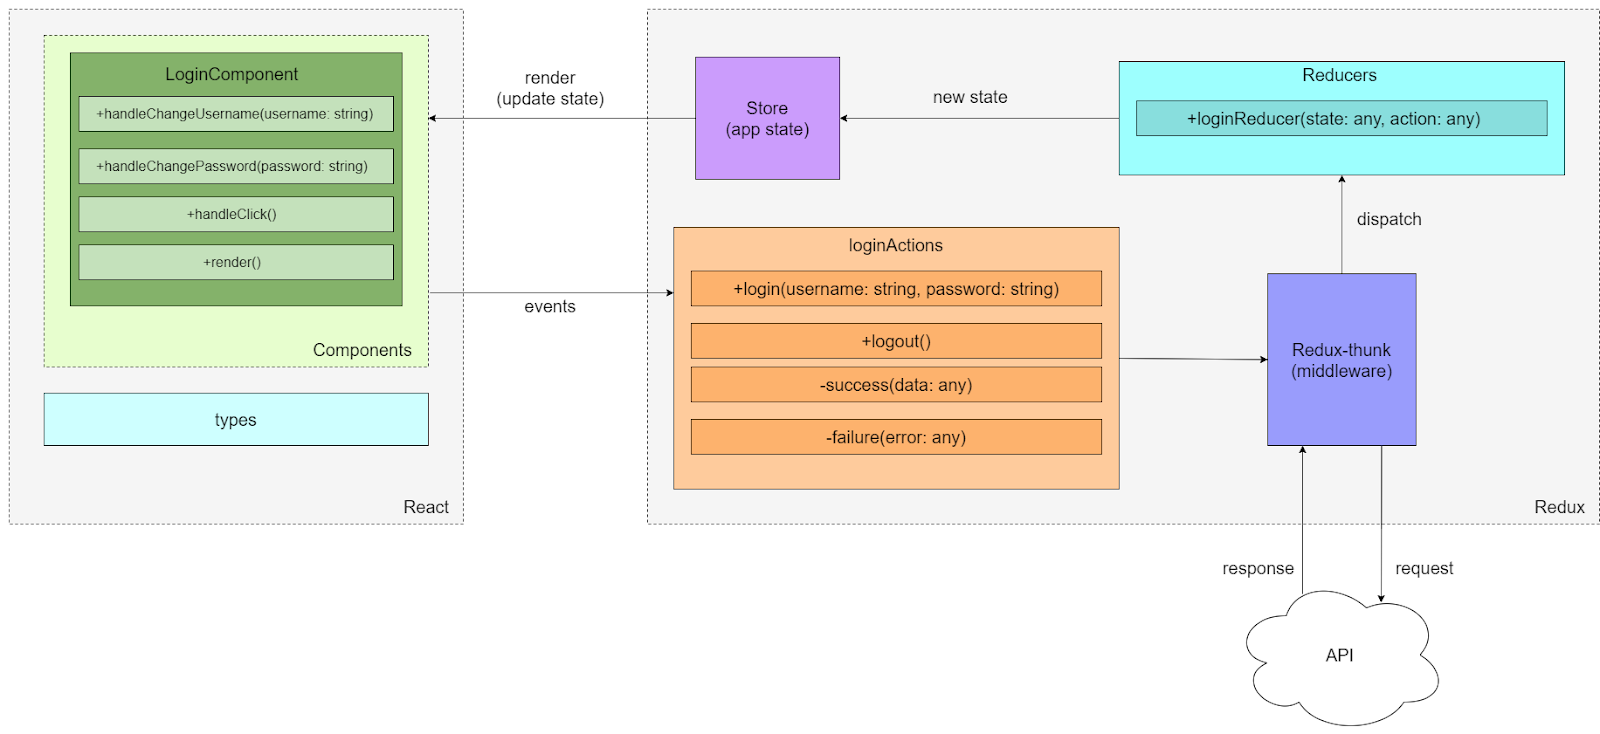 LoginComponent
+handleChangeUsername(username: string)
+handleChangePassword(password: string)
+handleClick()
+render()
Components
types
React
render
(update state)
events
Store
(app state)
new state
Reducers
+loginReducer(state: any, action: any)
dispatch
loginActions
+login(username: string, password: string)
+logout()
-success(data: any)
-failure(error: any)
Redux-thunk
(middleware)
Redux
response
request
API